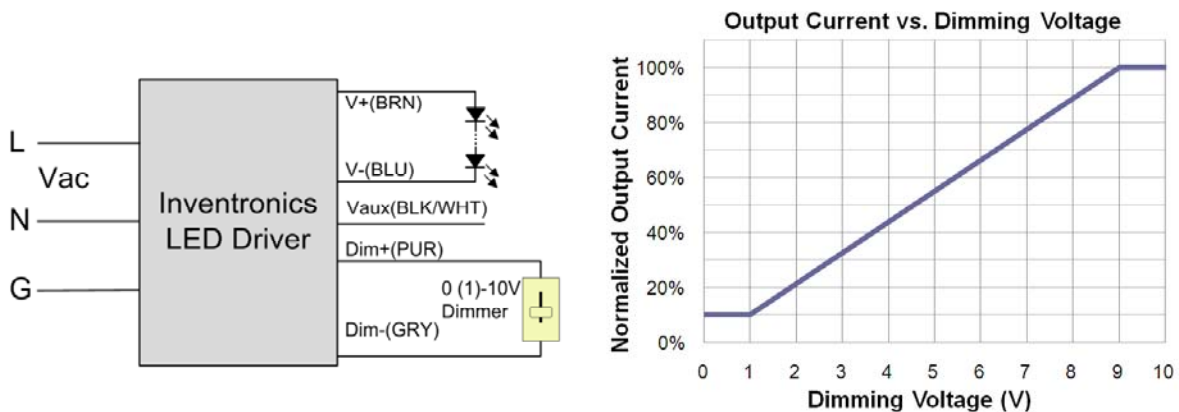 L
Vac
N
G
Inventronics
LED Driver
V+(BRN)
V-(BLU)
Vaux(BLK/WHT)
Dim+(PUR)
0 (1)-10V
Dimmer
Dim-(GRY)
Output Current vs. Dimming Voltage
Normalized Output Current
100%
80%
60%
40%
20%
0%
0 1 2 3 4 5 6 7 8 9 10
Dimming Voltage (V)